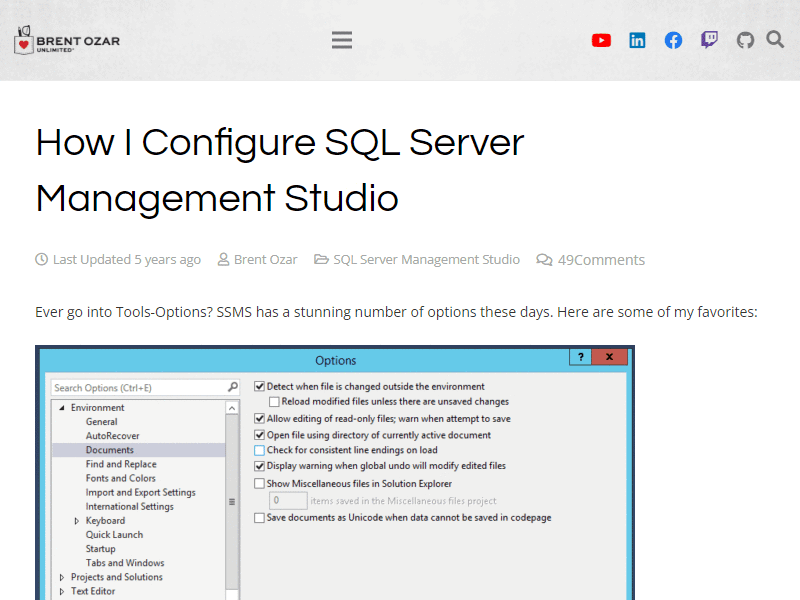 BRENT OZAR
UNLIMITED®
How I Configure SQL Server
Management Studio
Last Updated 5 years ago Brent Ozar SQL Server Management Studio 49Comments
Ever go into Tools-Options? SSMS has a stunning number of options these days. Here are some of my favorites:
Options
? x
Search Options (Ctrl+E)
Environment
General
AutoRecover
Documents
Find and Replace
Fonts and Colors
Import and Export Settings
International Settings
Keyboard
Quick Launch
Startup
Tabs and Windows
Projects and Solutions
Text Editor
Detect when file is changed outside the environment
Reload modified files unless there are unsaved changes
Allow editing of read-only files; warn when attempt to save
Open file using directory of currently active document
Check for consistent line endings on load
Display warning when global undo will modify edited files
Show Miscellaneous files in Solution Explorer
0 items saved in the Miscellaneous files project
Save documents as Unicode when data cannot be saved in codepage